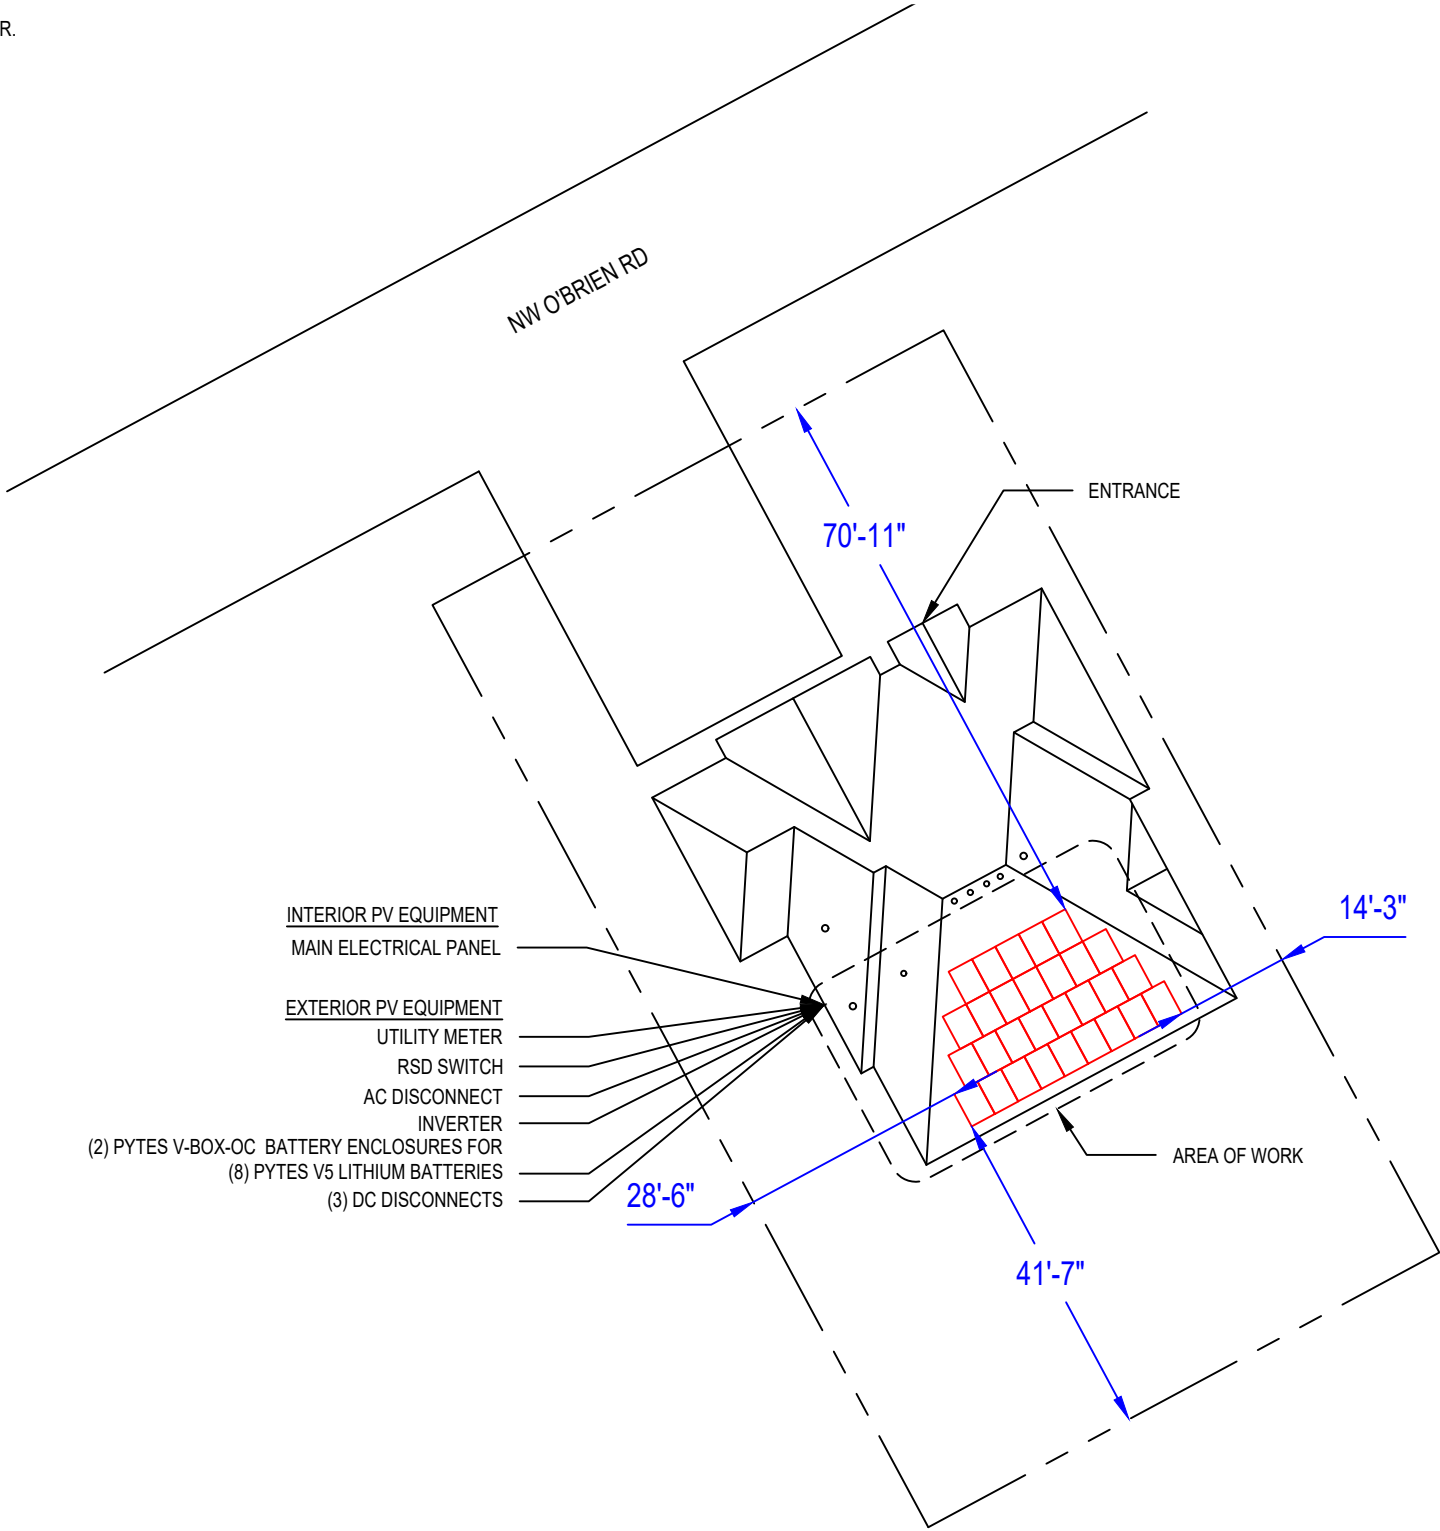 R.
NW O'BRIEN RD
ENTRANCE
70'-11"
14'-3"
INTERIOR PV EQUIPMENT
MAIN ELECTRICAL PANEL
EXTERIOR PV EQUIPMENT
UTILITY METER
RSD SWITCH
AC DISCONNECT
INVERTER
(2) PYTES V-BOX-OC BATTERY ENCLOSURES FOR
(8) PYTES V5 LITHIUM BATTERIES
(3) DC DISCONNECTS
28'-6"
AREA OF WORK
41'-7"